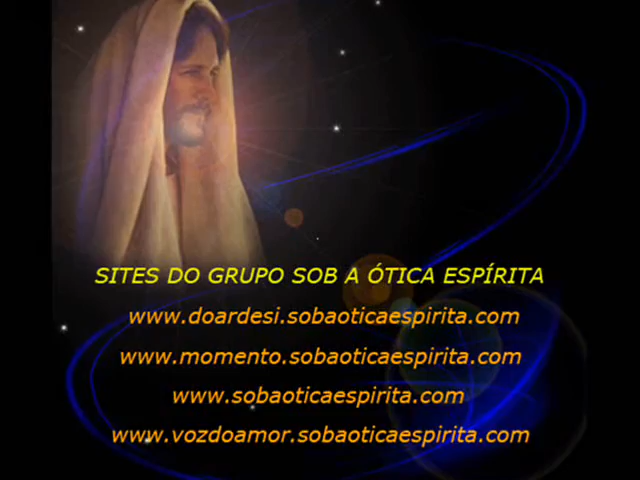 SITES DO GRUPO SOB A ÓTICA ESPÍRITA
www.doardesi.sobaoticaespirita.com
www.momento.sobaoticaespirita.com
www.sobaoticaespirita.com
www.vozdoamor.sobaoticaespirita.com